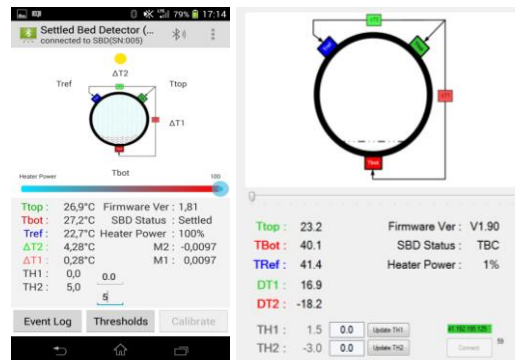 79% 17:14
Settled Bed Detector (...
connected to SBD(SN:005)
ΔT2
Tref
Ttop
ΔT1
Tbot
Heater Power
100
Ttop : 26,9°C Firmware Ver : 1,81
Tbot : 27,2°C SBD Status : Settled
Tref : 22,7°C Heater Power : 100%
ΔT2 : 4,28°C M2 : -0,0097
ΔT1 : 0,28°C M1 : 0,0097
TH1 : 0,0 0.0
TH2 : 5,0 5
Event Log Thresholds Calibrate
dT2
Tref
Ttop
dT1
Tbot
0
Ttop : 23.2 Firmware Ver : V1.90
TBot : 40.1 SBD Status : TBC
TRef : 41.4 Heater Power : 1%
DT1 : 16.9
DT2 : -18.2
TH1 : 1.5 0.0 Update TH1
TH2 : -3.0 0.0 Update TH2 Connect 59